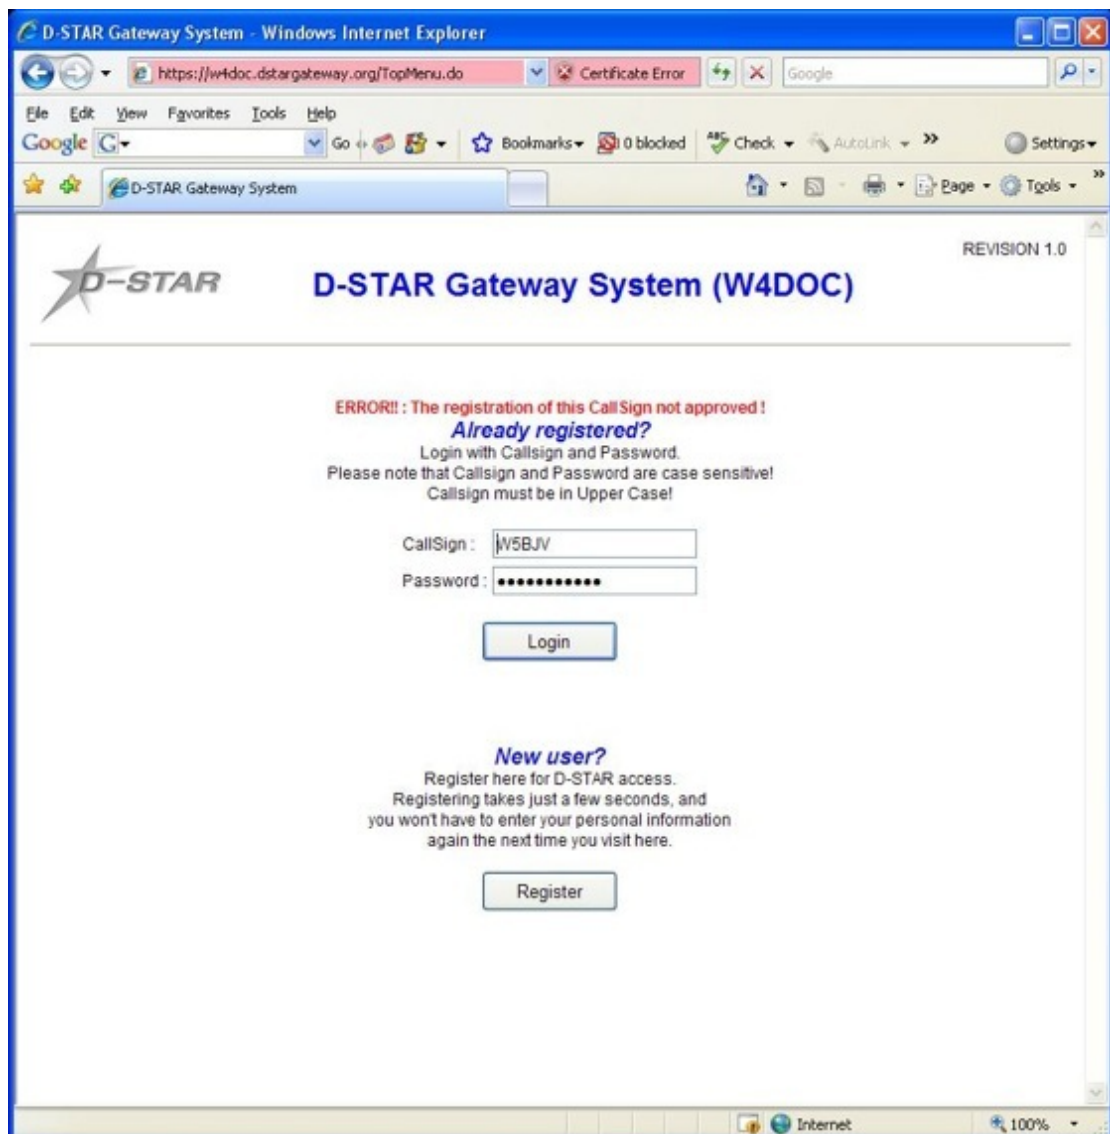 D-STAR Gateway System - Windows Internet Explorer
https://w4doc.dstargateway.org/TopMenu.do Certificate Error Google
File Edit View Favorites Tools Help
Google G Go Bookmarks 0 blocked ABC Check AutoLink >> Settings
D-STAR Gateway System Page Tools >>
REVISION 1.0
D-STAR D-STAR Gateway System (W4DOC)
ERROR!! : The registration of this CallSign not approved !
Already registered?
Login with Callsign and Password.
Please note that Callsign and Password are case sensitive!
Callsign must be in Upper Case!
CallSign : W5BJV
Password : •••••••••••
Login
New user?
Register here for D-STAR access.
Registering takes just a few seconds, and
you won't have to enter your personal information
again the next time you visit here.
Register
Internet 100%